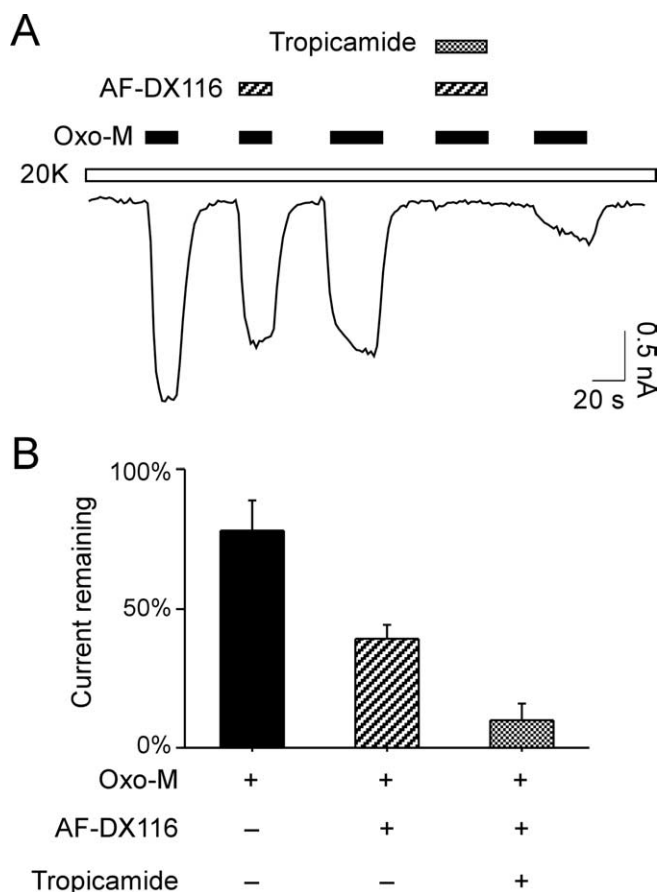 A
Tropicamide
AF-DX116
Oxo-M
20K
0.5 nA
20 s
B
100%
50%
0%
Current remaining
Oxo-M + + +
AF-DX116 – + +
Tropicamide – – +